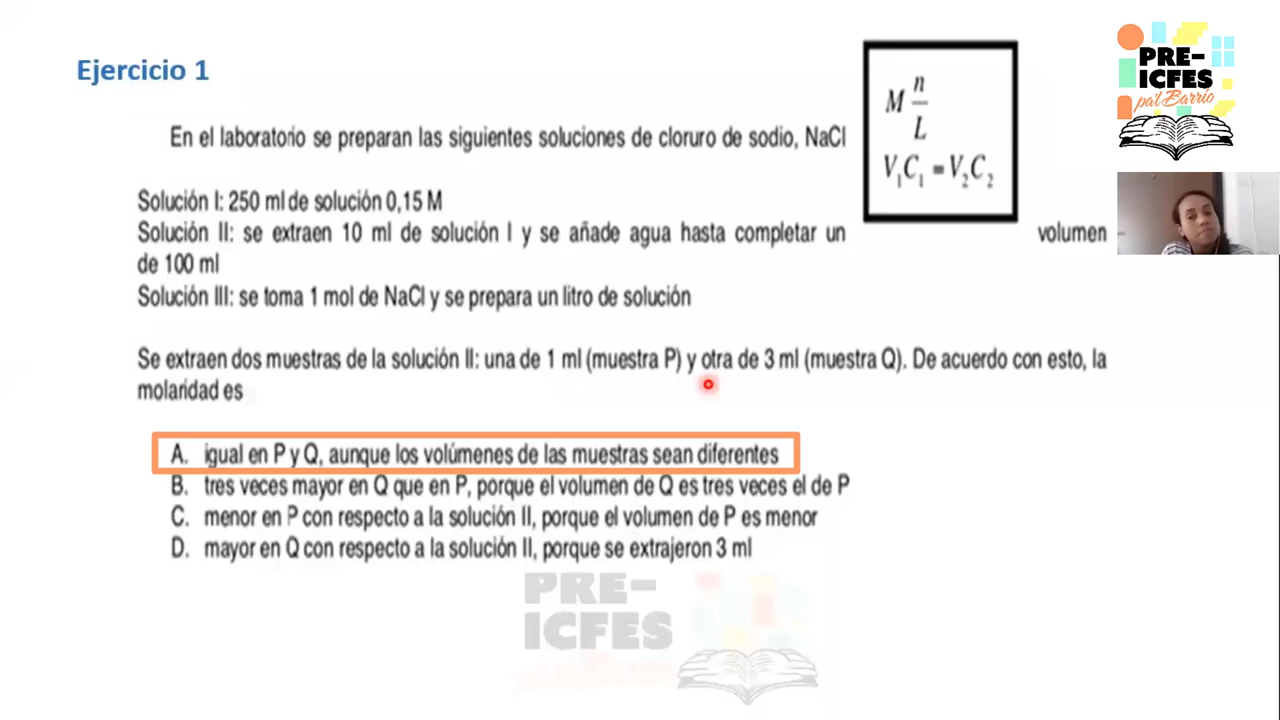 Ejercicio 1
M n/L
V₁C₁ = V₂C₂
PRE-
ICFES
pa'l Barrio
En el laboratorio se preparan las siguientes soluciones de cloruro de sodio, NaCl
Solución I: 250 ml de solución 0,15 M
Solución II: se extraen 10 ml de solución I y se añade agua hasta completar un volumen
de 100 ml
Solución III: se toma 1 mol de NaCl y se prepara un litro de solución
Se extraen dos muestras de la solución II: una de 1 ml (muestra P) y otra de 3 ml (muestra Q). De acuerdo con esto, la
molaridad es
A. igual en P y Q, aunque los volúmenes de las muestras sean diferentes
B. tres veces mayor en Q que en P, porque el volumen de Q es tres veces el de P
C. menor en P con respecto a la solución II, porque el volumen de P es menor
D. mayor en Q con respecto a la solución II, porque se extrajeron 3 ml
PRE-
ICFES
pa'l Barrio